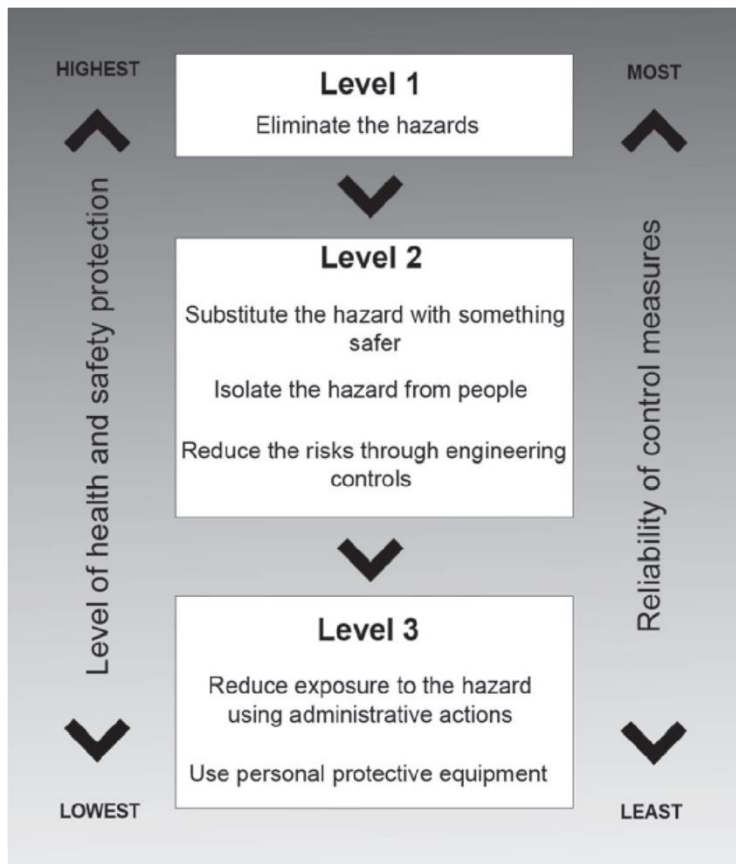 HIGHEST
Level 1
MOST
Eliminate the hazards
Level of health and safety protection
Reliability of control measures
Level 2
Substitute the hazard with something
safer
Isolate the hazard from people
Reduce the risks through engineering
controls
Level 3
Reduce exposure to the hazard
using administrative actions
Use personal protective equipment
LOWEST
LEAST